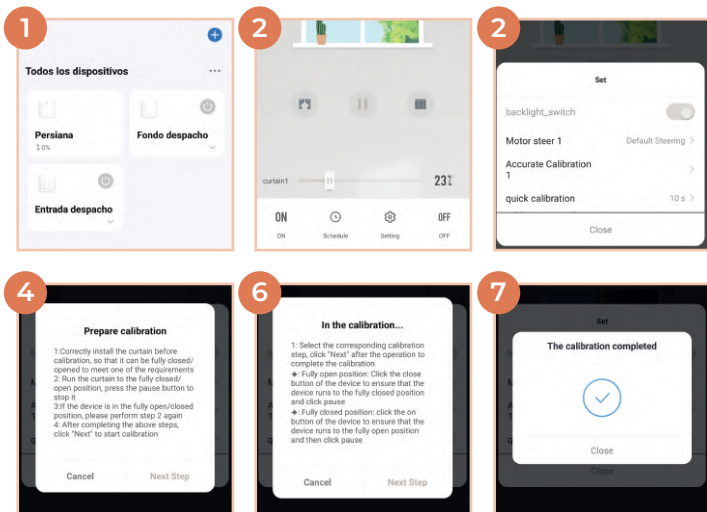 1
Todos los dispositivos ...
Persiana
10%
Fondo despacho
Entrada despacho
2
curtain1
23%
ON
OFF
ON
Schedule
Setting
OFF
2
Set
backlight_switch
Motor steer 1
Default Steering >
Accurate Calibration
1
>
quick calibration
10 s >
Close
4
Prepare calibration
1:Correctly install the curtain before
calibration, so that it can be fully closed/
opened to meet one of the requirements
2: Run the curtain to the fully closed/
open position, press the pause button to
stop it
3:If the device is in the fully open/closed
position, please perform step 2 again
4: After completing the above steps,
click "Next" to start calibration
Cancel
Next Step
6
In the calibration...
1: Select the corresponding calibration
step, click "Next" after the operation to
complete the calibration
✦: Fully open position: Click the close
button of the device to ensure that the
device runs to the fully closed position
and click pause
✦: Fully closed position: click the on
button of the device to ensure that the
device runs to the fully open position
and then click pause
Cancel
Next Step
7
Set
The calibration completed
Close
Close